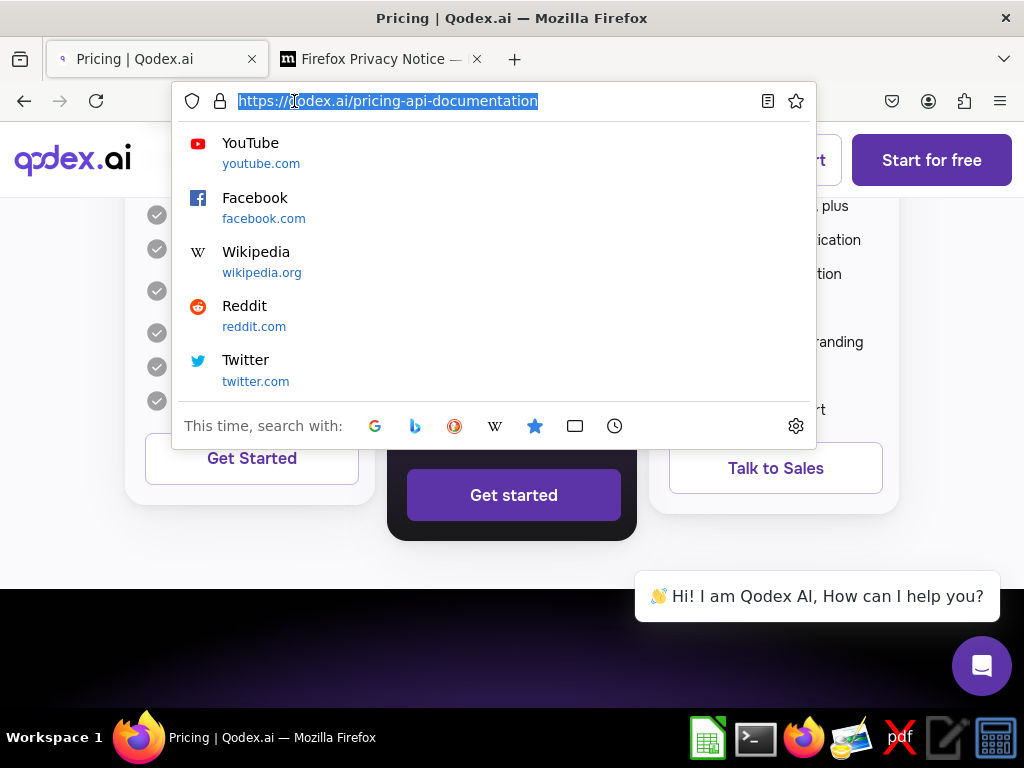 Pricing | Qodex.ai — Mozilla Firefox
Pricing | Qodex.ai
Firefox Privacy Notice —
https://qodex.ai/pricing-api-documentation
qodex.ai
rt
Start for free
YouTube
youtube.com
Facebook
facebook.com
Wikipedia
wikipedia.org
Reddit
reddit.com
Twitter
twitter.com
This time, search with:
, plus
ication
tion
randing
rt
Get Started
Get started
Talk to Sales
👋 Hi! I am Qodex AI, How can I help you?
Workspace 1
Pricing | Qodex.ai — Mozilla Firefox
pdf